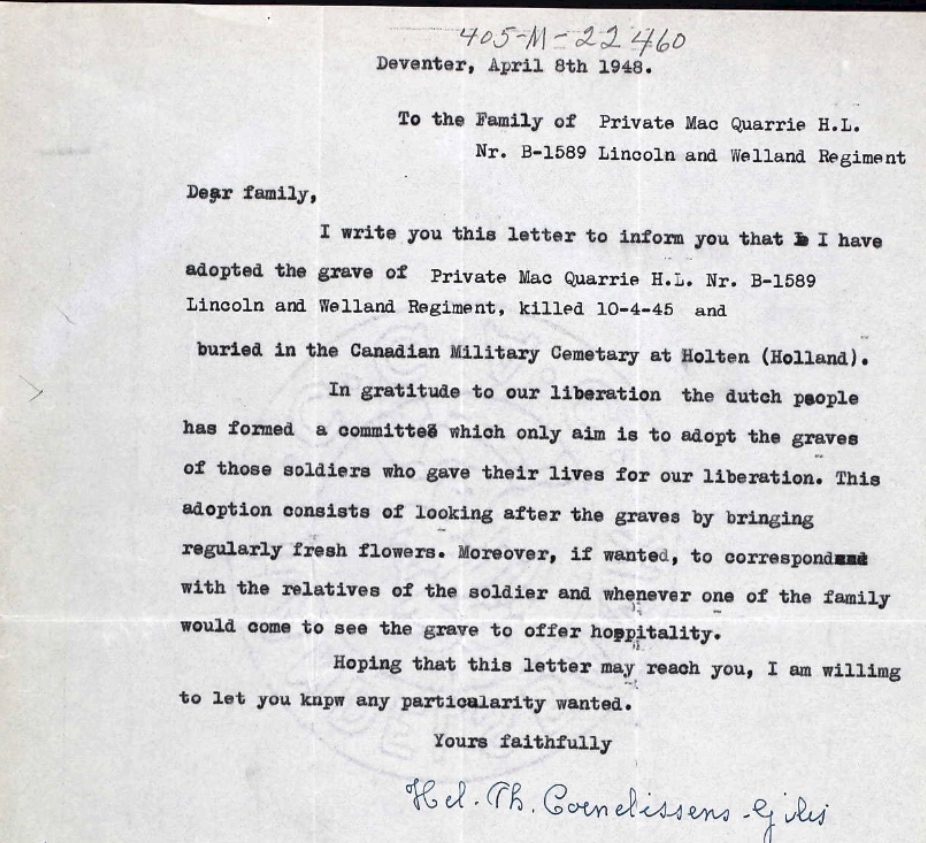 405-M-22460
Deventer, April 8th 1948.
To the Family of Private Mac Quarrie H.L.
Nr. B-1589 Lincoln and Welland Regiment
Dear family,
I write you this letter to inform you that I have
adopted the grave of Private Mac Quarrie H.L. Nr. B-1589
Lincoln and Welland Regiment, killed 10-4-45 and
buried in the Canadian Military Cemetary at Holten (Holland).
In gratitude to our liberation the dutch people
has formed a committee which only aim is to adopt the graves
of those soldiers who gave their lives for our liberation. This
adoption consists of looking after the graves by bringing
regularly fresh flowers. Moreover, if wanted, to correspond
with the relatives of the soldier and whenever one of the family
would come to see the grave to offer hospitality.
Hoping that this letter may reach you, I am willimg
to let you knpw any particularity wanted.
Yours faithfully
Hel. Th. Cornelissens-